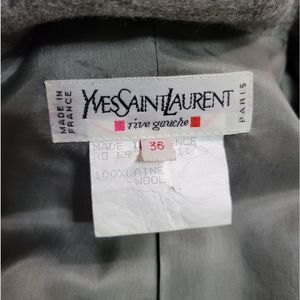 MADE IN
FRANCE
YVESSAINTLAURENT
rive gauche
PARIS
36
MADE IN
100%LAINE
WOOL